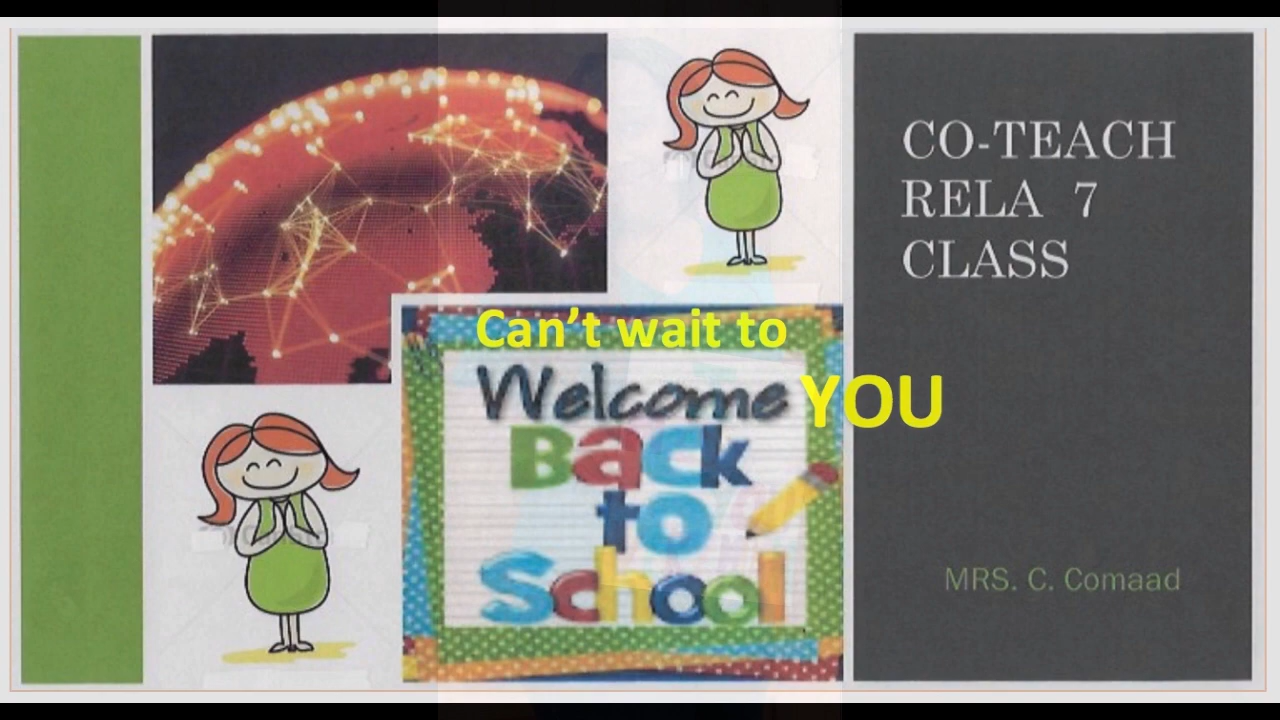 Can't wait to
Welcome YOU
Back
to
School
CO-TEACH
RELA 7
CLASS
MRS. C. Comaad